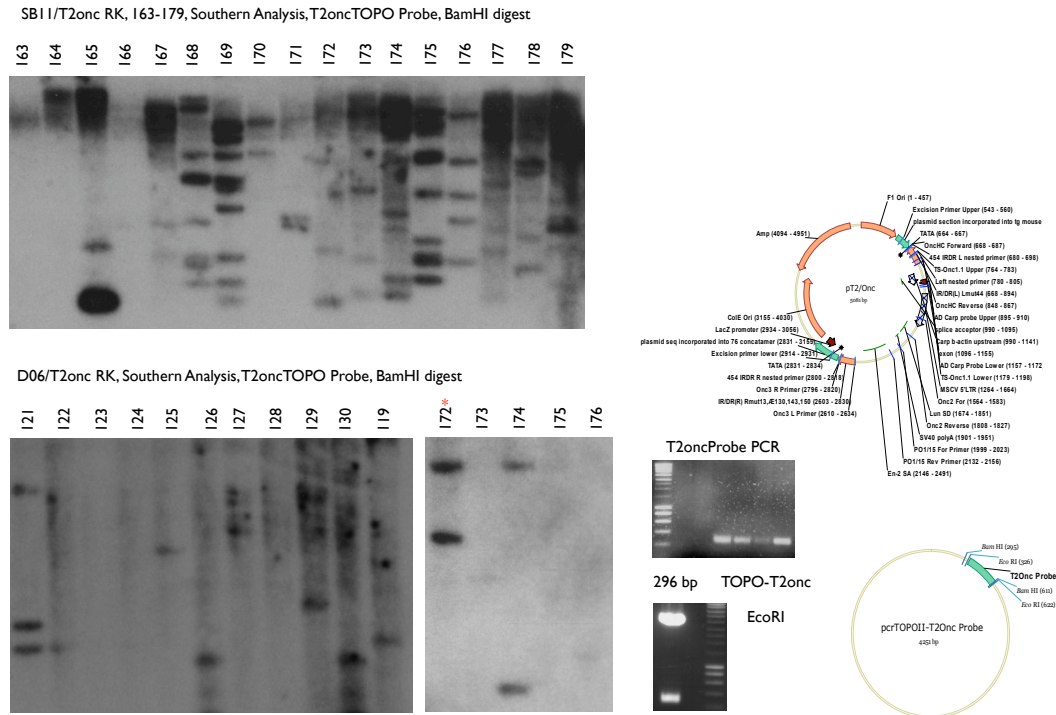 SB11/T2onc RK, 163-179, Southern Analysis, T2oncTOPO Probe, BamHI digest
163 164 165 166 167 168 169 170 171 172 173 174 175 176 177 178 179
D06/T2onc RK, Southern Analysis, T2oncTOPO Probe, BamHI digest
121 122 123 124 125 126 127 128 129 130 119
*
172 173 174 175 176
F1 Ori (1 - 457)
Excision Primer Upper (543 - 560)
plasmid section incorporated into tg mouse
TATA (664 - 667)
OncHC Forward (668 - 687)
454 IRDR L nested primer (680 - 698)
TS-Onc1.1 Upper (764 - 783)
Left nested primer (780 - 805)
IR/DR(L) Lmut44 (668 - 894)
OncHC Reverse (848 - 867)
AD Carp probe Upper (895 - 910)
splice acceptor (990 - 1095)
Carp b-actin upstream (990 - 1141)
exon (1096 - 1155)
AD Carp Probe Lower (1157 - 1172
TS-Onc1.1 Lower (1179 - 1198)
MSCV 5'LTR (1264 - 1664)
Onc2 For (1564 - 1583)
Lun SD (1674 - 1851)
Onc2 Reverse (1808 - 1827)
SV40 polyA (1901 - 1951)
PO1/15 For Primer (1999 - 2023)
PO1/15 Rev Primer (2132 - 2156)
En-2 SA (2146 - 2491)
Amp (4094 - 4951)
pT2/Onc
5081 bp
ColE Ori (3155 - 4030)
LacZ promoter (2934 - 3056)
plasmid seq incorporated into 76 concatamer (2831 - 3155)
Excision primer lower (2914 - 2931)
TATA (2831 - 2834)
454 IRDR R nested primer (2800 - 2818)
Onc3 R Primer (2796 - 2820)
IR/DR(R) Rmut13,Æ130,143,150 (2603 - 2830)
Onc3 L Primer (2610 - 2634)
T2oncProbe PCR
296 bp
TOPO-T2onc
EcoRI
Bam HI (295)
Eco RI (326)
T2Onc Probe
Bam HI (611)
Eco RI (622)
pcrTOPOII-T2Onc Probe
4251 bp